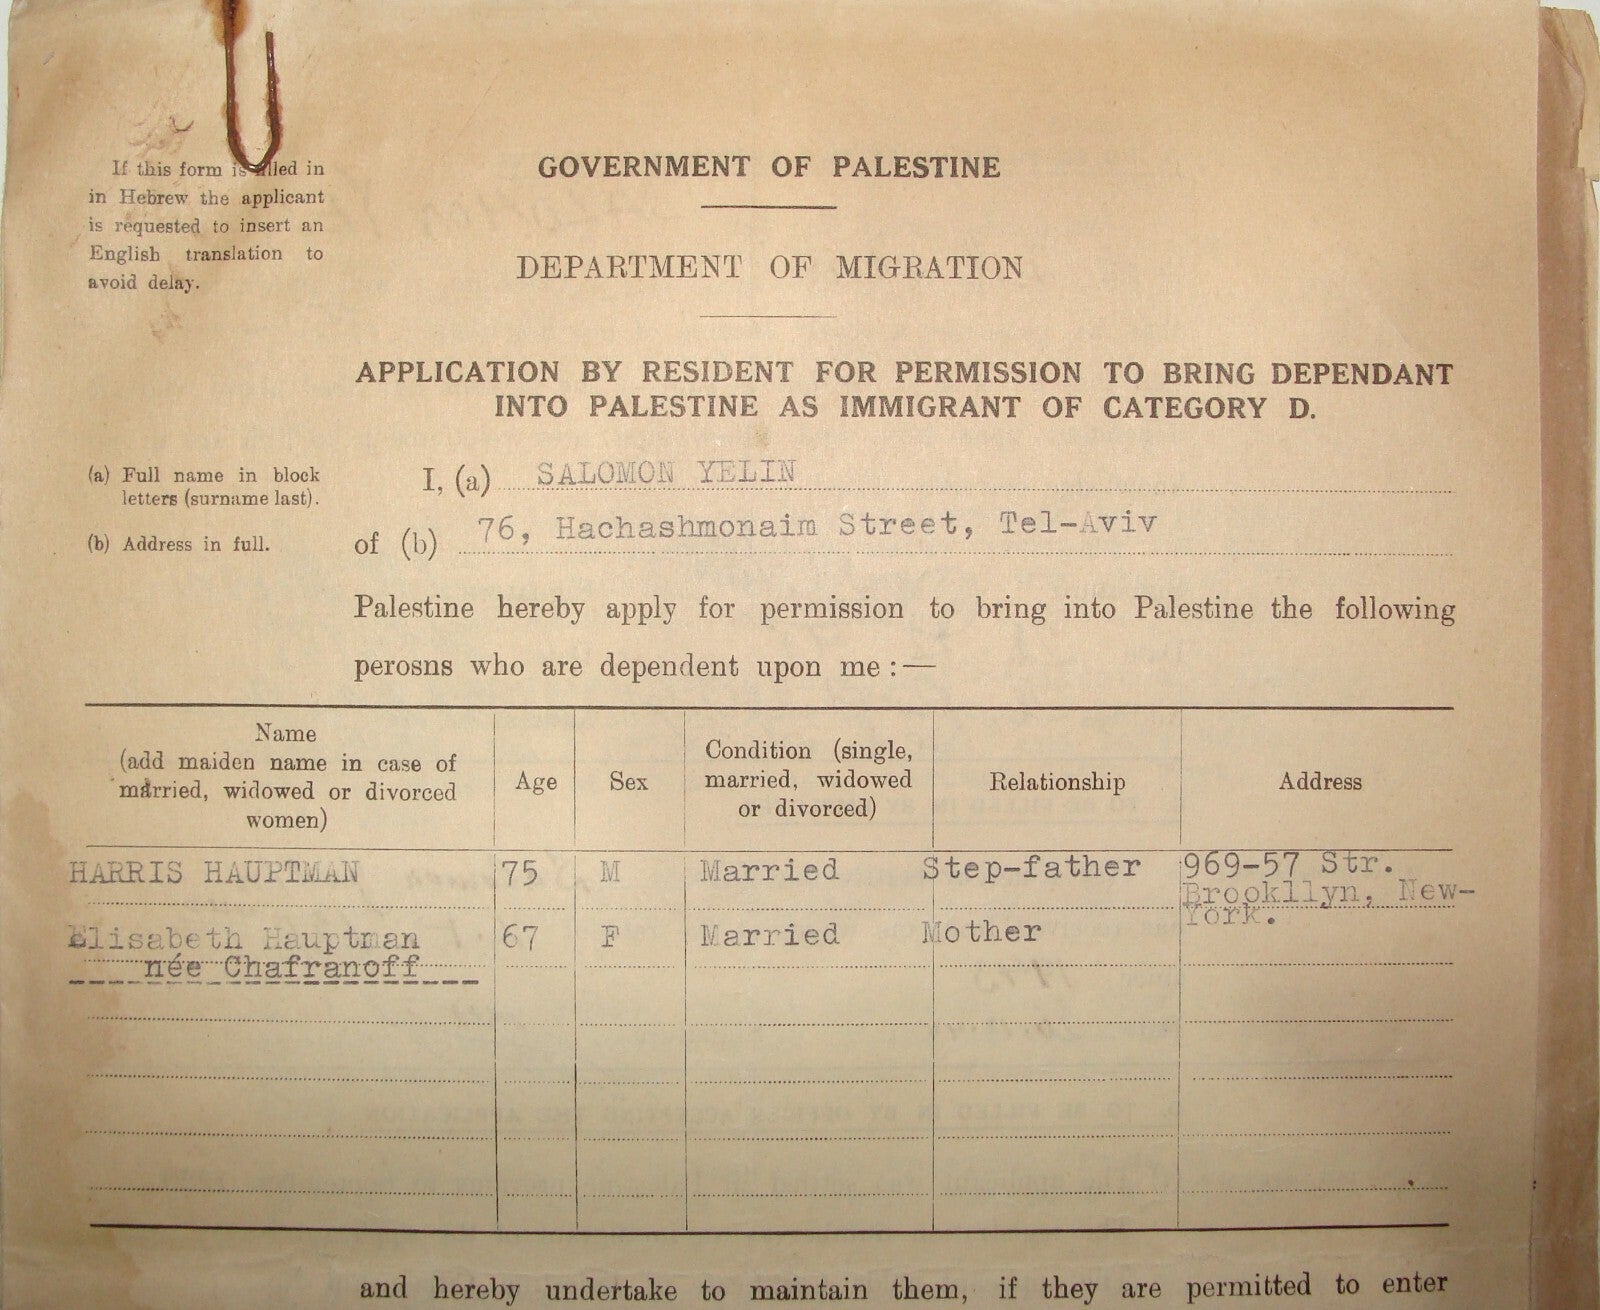 If this form is filled in
in Hebrew the applicant
is requested to insert an
English translation to
avoid delay.
GOVERNMENT OF PALESTINE
DEPARTMENT OF MIGRATION
APPLICATION BY RESIDENT FOR PERMISSION TO BRING DEPENDANT
INTO PALESTINE AS IMMIGRANT OF CATEGORY D.
(a) Full name in block
letters (surname last).
I, (a) SALOMON YELIN
(b) Address in full.
of (b) 76, Hachashmonaim Street, Tel-Aviv
Palestine hereby apply for permission to bring into Palestine the following
perosns who are dependent upon me :—
Name
(add maiden name in case of
married, widowed or divorced
women)
Age
Sex
Condition (single,
married, widowed
or divorced)
Relationship
Address
HARRIS HAUPTMAN 75 M Married Step-father 969-57 Str.
Brookllyn, New-
York.
Elisabeth Hauptman 67 F Married Mother
née Chafranoff
and hereby undertake to maintain them, if they are permitted to enter